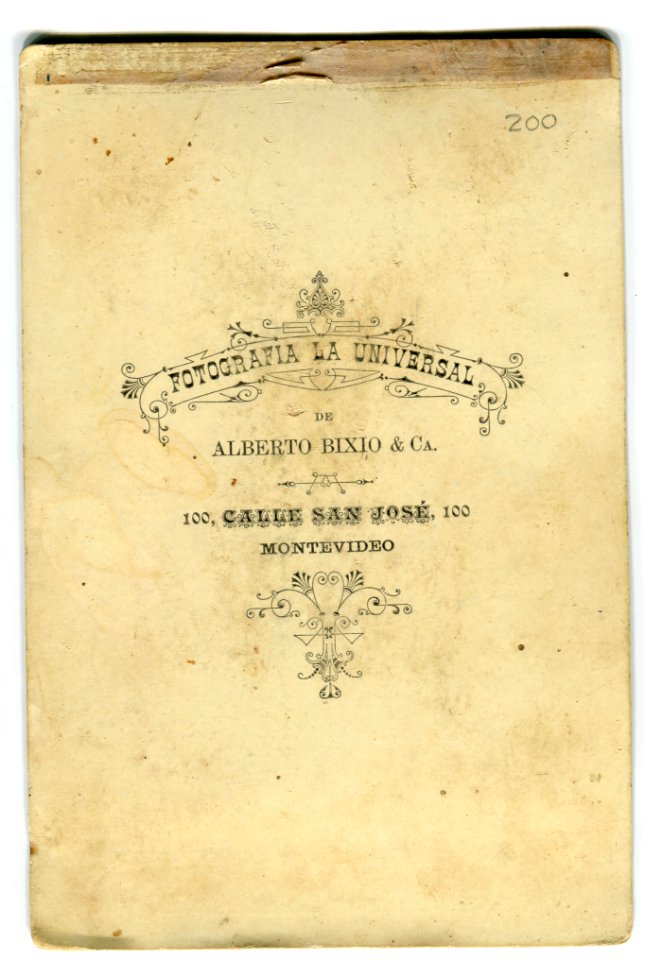 200
FOTOGRAFIA LA UNIVERSAL
DE
ALBERTO BIXIO & CA.
100, CALLE SAN JOSÉ, 100
MONTEVIDEO